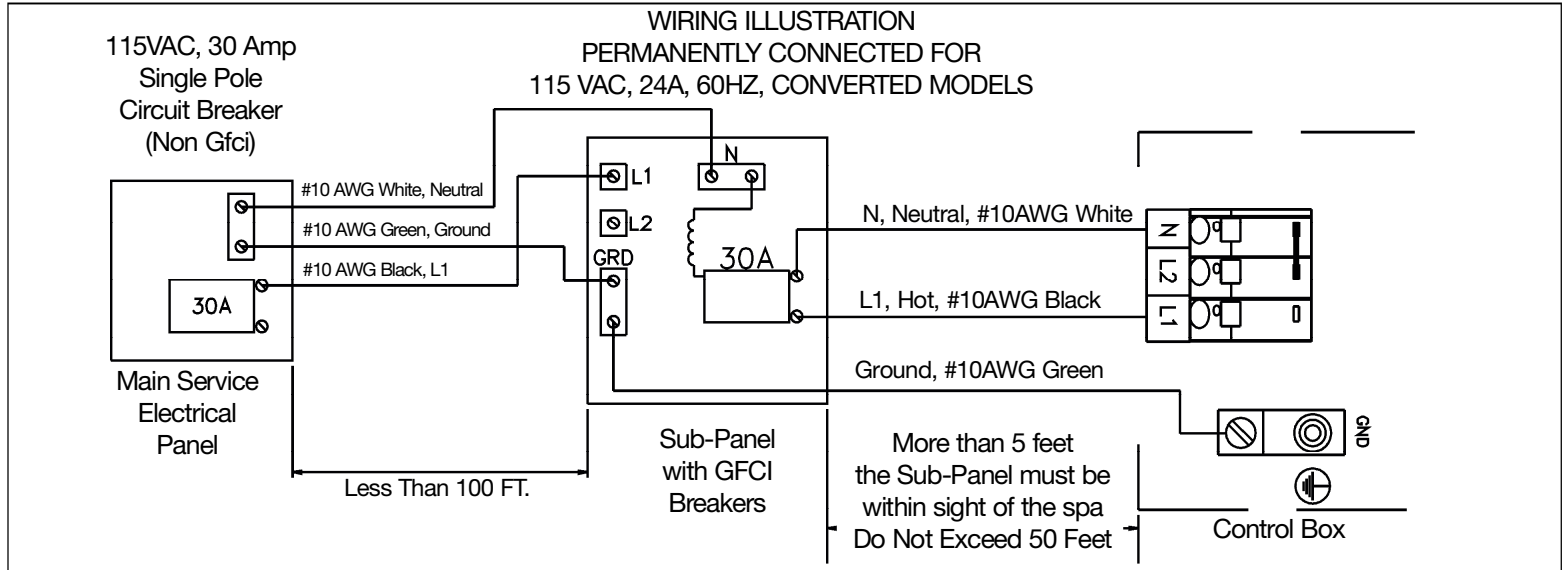 WIRING ILLUSTRATION
PERMANENTLY CONNECTED FOR
115 VAC, 24A, 60HZ, CONVERTED MODELS
115VAC, 30 Amp
Single Pole
Circuit Breaker
(Non Gfci)
#10 AWG White, Neutral
#10 AWG Green, Ground
#10 AWG Black, L1
30A
Main Service
Electrical
Panel
Less Than 100 FT.
L1
N
L2
GRD
30A
Sub-Panel
with GFCI
Breakers
N, Neutral, #10AWG White
L1, Hot, #10AWG Black
Ground, #10AWG Green
More than 5 feet
the Sub-Panel must be
within sight of the spa
Do Not Exceed 50 Feet
N
L2
L1
GND
Control Box